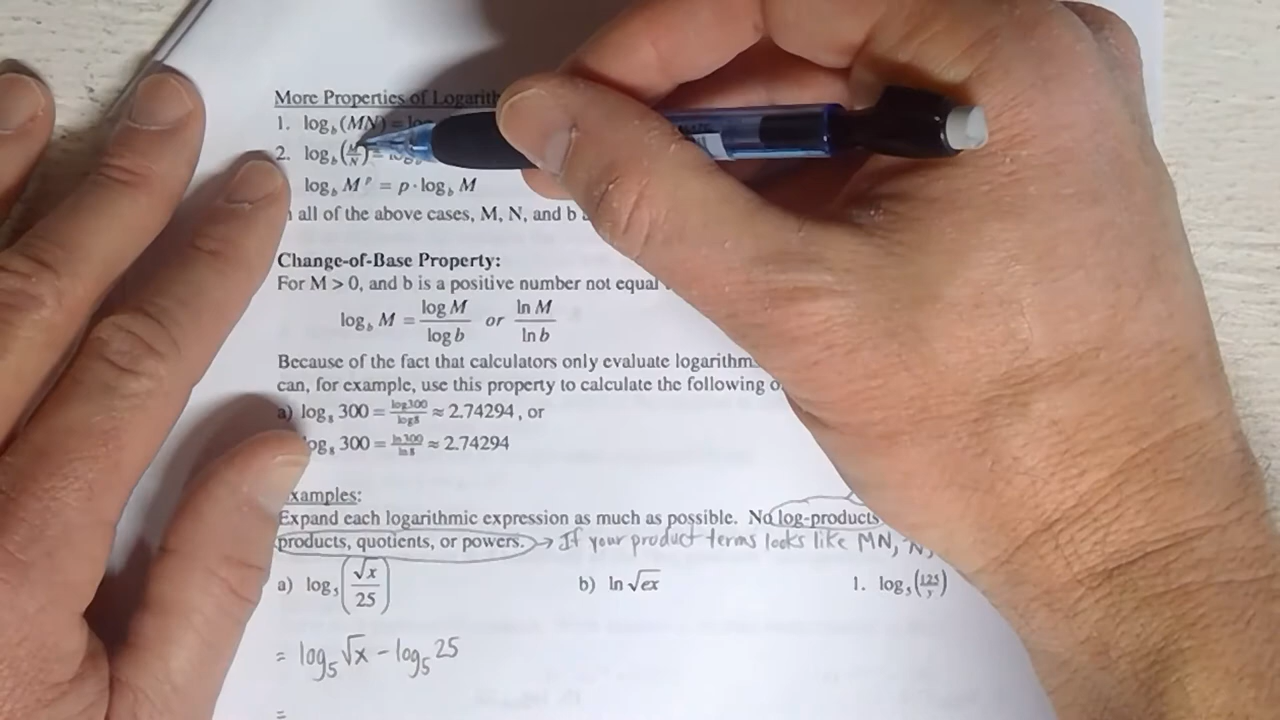 More Properties of Logarith
1. log_b(MN) = log
2. log_b(M/N) = log_b
log_b M^p = p·log_b M
all of the above cases, M, N, and b
Change-of-Base Property:
For M > 0, and b is a positive number not equal
log_b M = log M / log b or ln M / ln b
Because of the fact that calculators only evaluate logarithm
can, for example, use this property to calculate the following
a) log_8 300 = log300/log8 ≈ 2.74294, or
log_8 300 = ln300/ln8 ≈ 2.74294
xamples:
Expand each logarithmic expression as much as possible. No log-products
products, quotients, or powers. → If your product terms looks like MN, N,
a) log_5(√x/25) b) ln √ex 1. log_5(125/y)
= log_5 √x - log_5 25
=